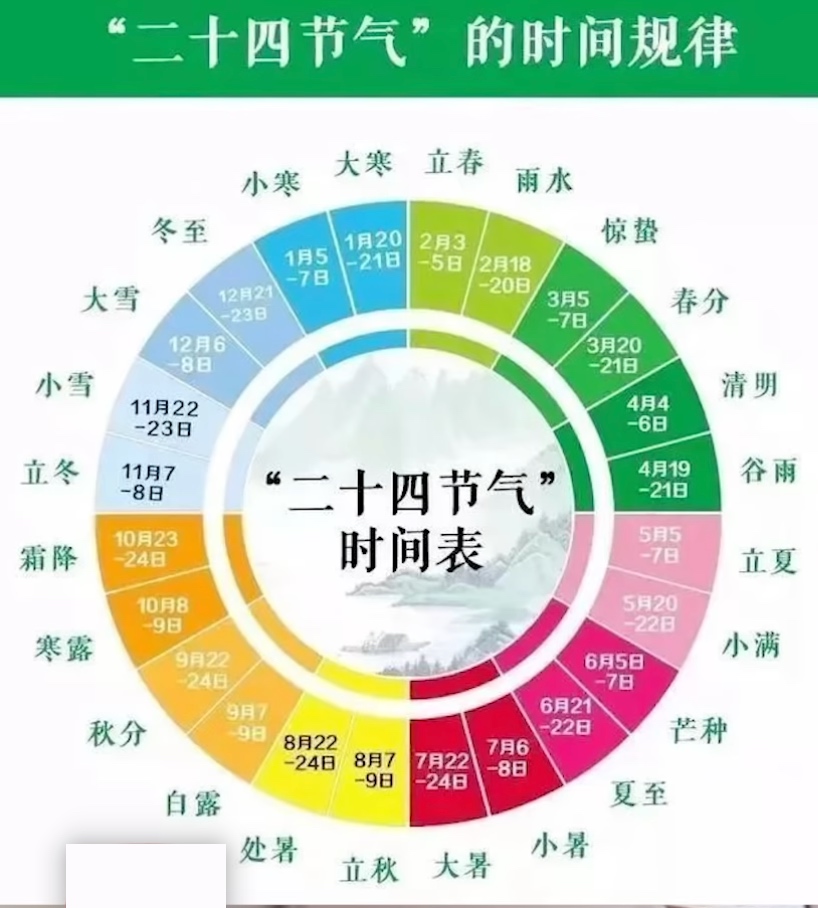 “二十四节气”的时间规律
立春
2月3
-5日
雨水
2月18
-20日
惊蛰
3月5
-7日
春分
3月20
-21日
清明
4月4
-6日
谷雨
4月19
-21日
立夏
5月5
-7日
小满
5月20
-22日
芒种
6月5日
-7日
夏至
6月21
-22日
小暑
7月6
-8日
大暑
7月22
-24日
立秋
8月7
-9日
处暑
8月22
-24日
白露
9月7
-9日
秋分
9月22
-24日
寒露
10月8
-9日
霜降
10月23
-24日
立冬
11月7
-8日
小雪
11月22
-23日
大雪
12月6
-8日
冬至
12月21
-23日
小寒
1月5
-7日
大寒
1月20
-21日
“二十四节气”
时间表